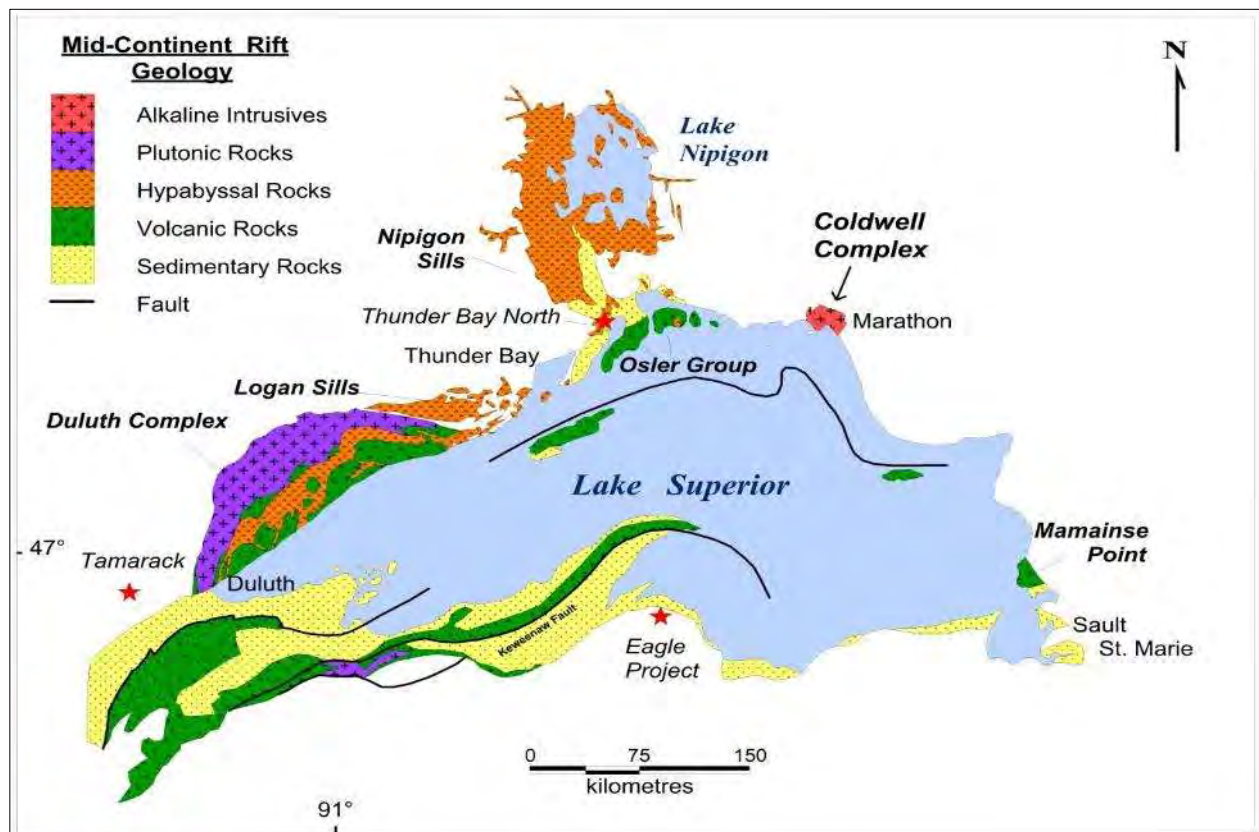 Mid-Continent Rift
Geology
Alkaline Intrusives
Plutonic Rocks
Hypabyssal Rocks
Volcanic Rocks
Sedimentary Rocks
Fault
N
Lake
Nipigon
Nipigon
Sills
Coldwell
Complex
Marathon
Thunder Bay North
Thunder Bay
Osler Group
Logan Sills
Duluth Complex
Lake Superior
47°
Tamarack
Duluth
Mamainse
Point
Keweenaw Fault
Eagle
Project
Sault
St. Marie
0 75 150
kilometres
91°